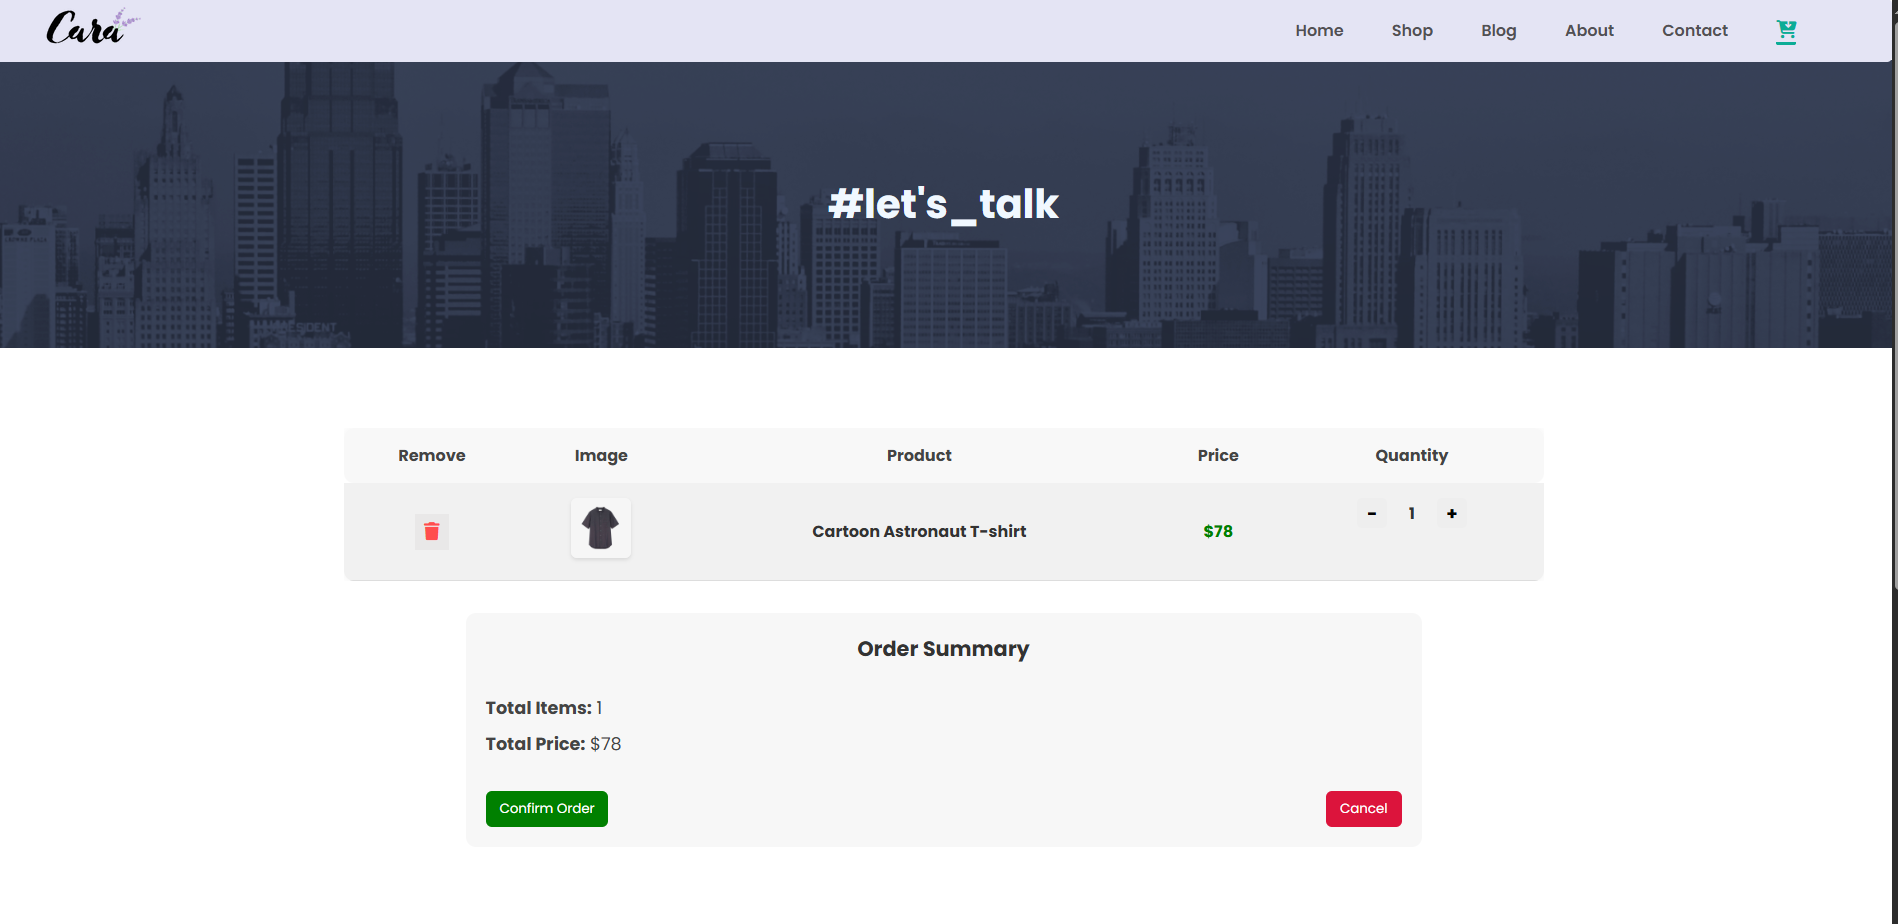 Cara
Home Shop Blog About Contact
#let's_talk
Remove Image Product Price Quantity
Cartoon Astronaut T-shirt $78 - 1 +
Order Summary
Total Items: 1
Total Price: $78
Confirm Order Cancel